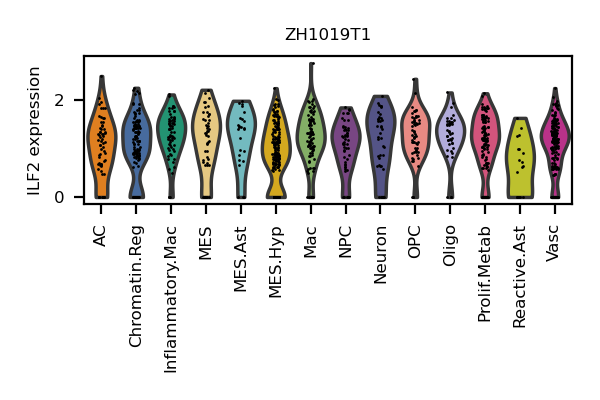 ZH1019T1
ILF2 expression
2
0
AC
Chromatin.Reg
Inflammatory.Mac
MES
MES.Ast
MES.Hyp
Mac
NPC
Neuron
OPC
Oligo
Prolif.Metab
Reactive.Ast
Vasc